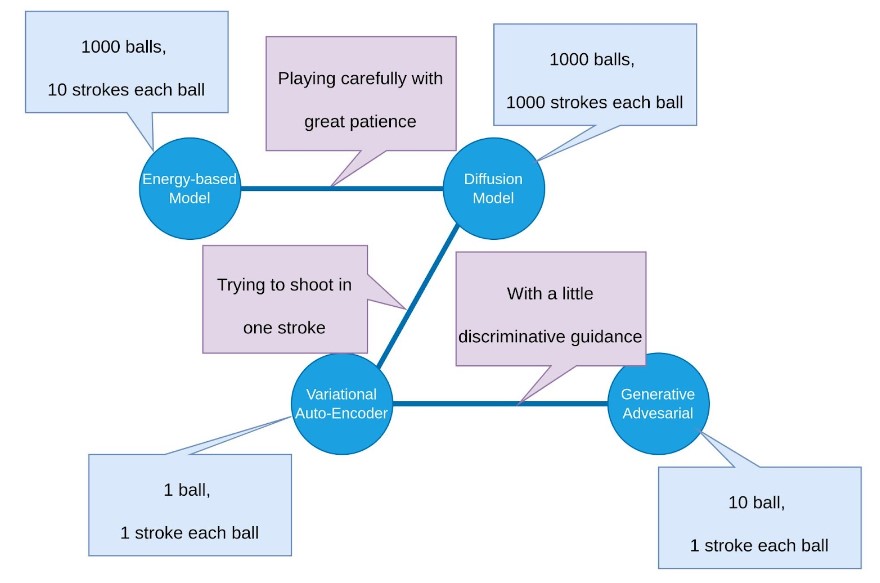 1000 balls,
10 strokes each ball
Playing carefully with
great patience
1000 balls,
1000 strokes each ball
Energy-based
Model
Diffusion
Model
Trying to shoot in
one stroke
With a little
discriminative guidance
Variational
Auto-Encoder
Generative
Advesarial
1 ball,
1 stroke each ball
10 ball,
1 stroke each ball